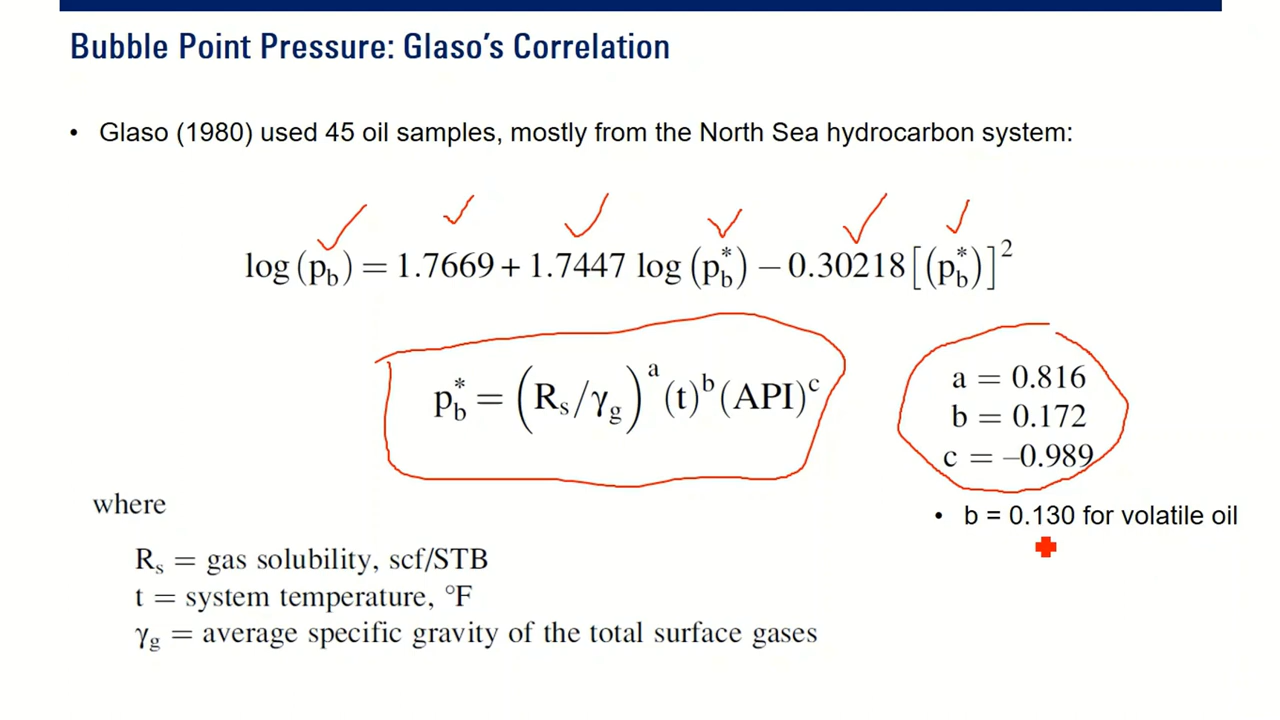 Bubble Point Pressure: Glaso's Correlation
• Glaso (1980) used 45 oil samples, mostly from the North Sea hydrocarbon system:
log (p_b) = 1.7669 + 1.7447 log (p_b^*) − 0.30218 [(p_b^*)]^2
p_b^* = (R_s/γ_g)^a (t)^b (API)^c
a = 0.816
b = 0.172
c = –0.989
• b = 0.130 for volatile oil
where
R_s = gas solubility, scf/STB
t = system temperature, °F
γ_g = average specific gravity of the total surface gases